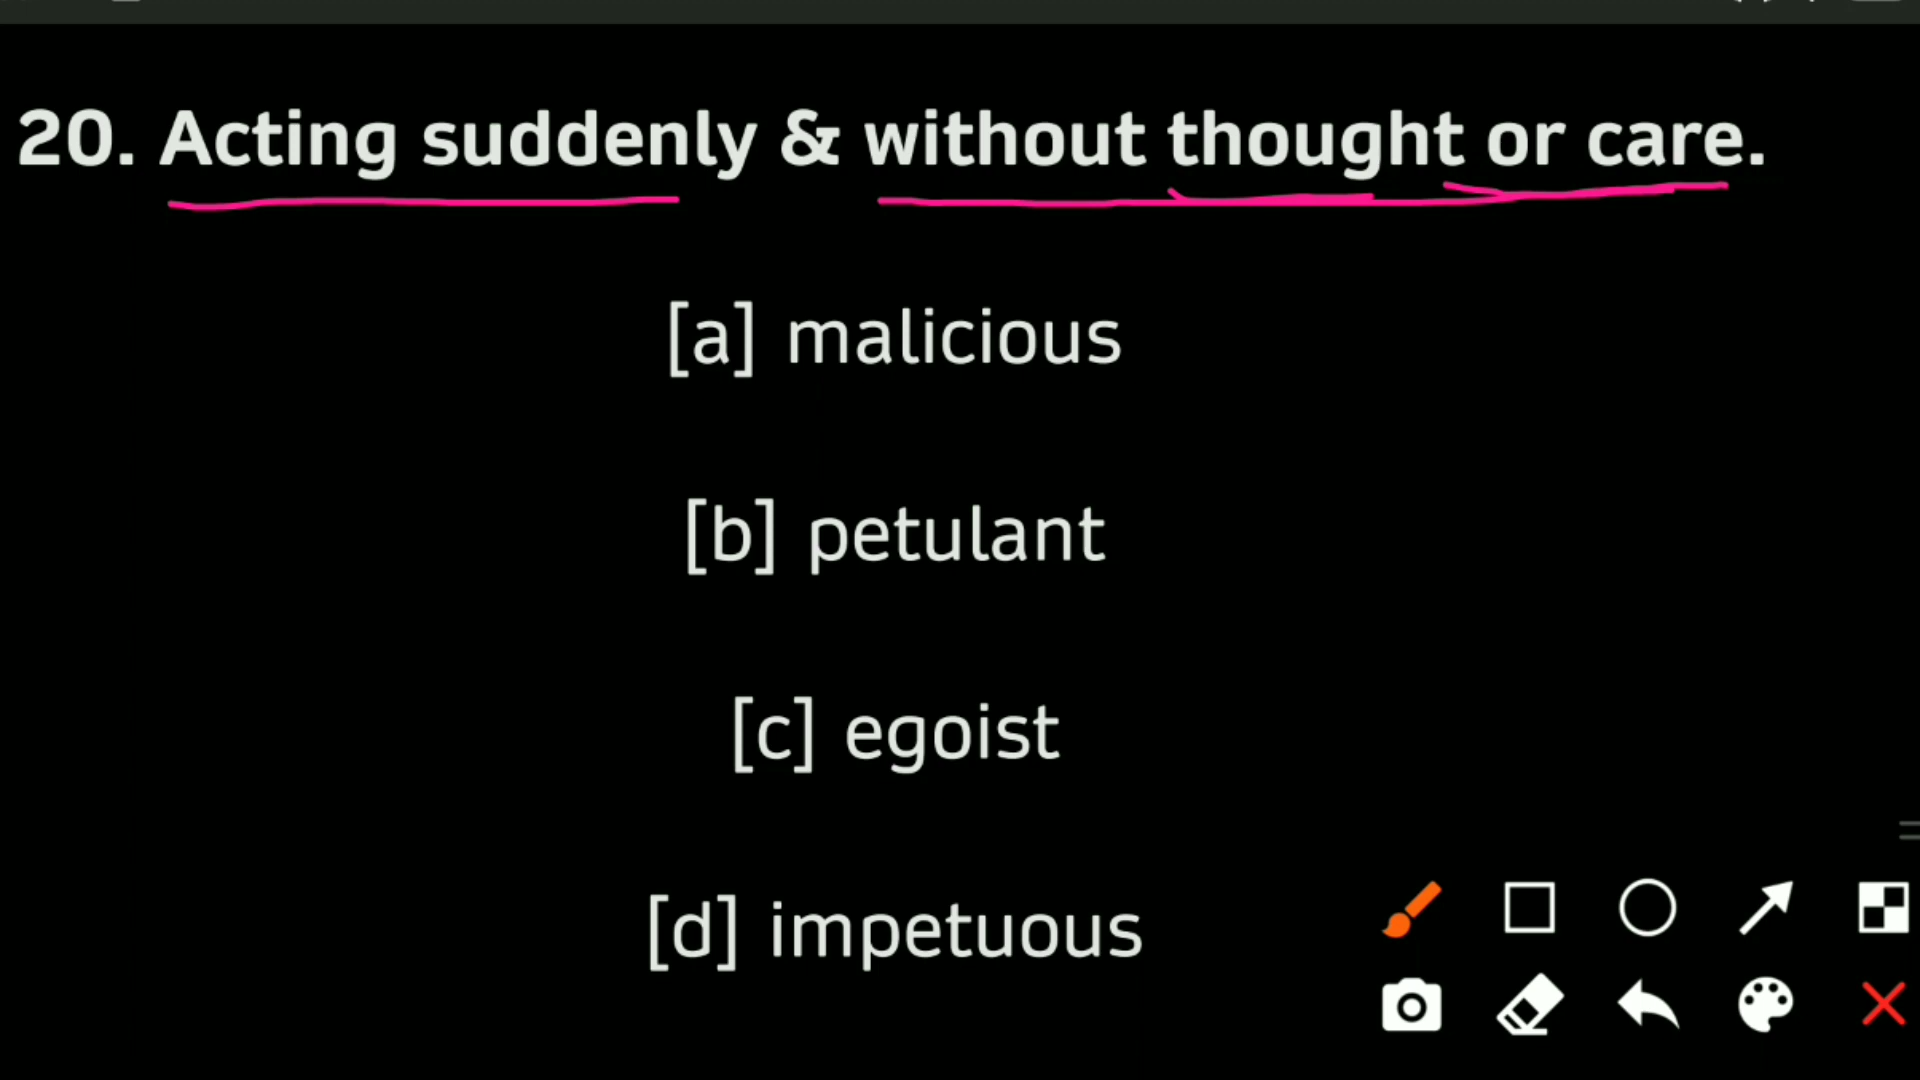 20. Acting suddenly & without thought or care.
[a] malicious
[b] petulant
[c] egoist
[d] impetuous